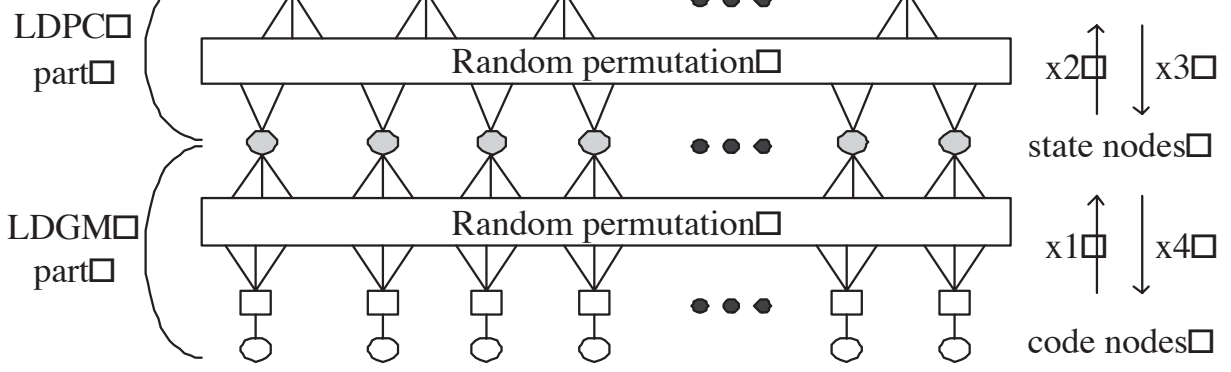 LDPC□
part□
Random permutation□
x2□ x3□
state nodes□
LDGM□
part□
Random permutation□
x1□ x4□
code nodes□